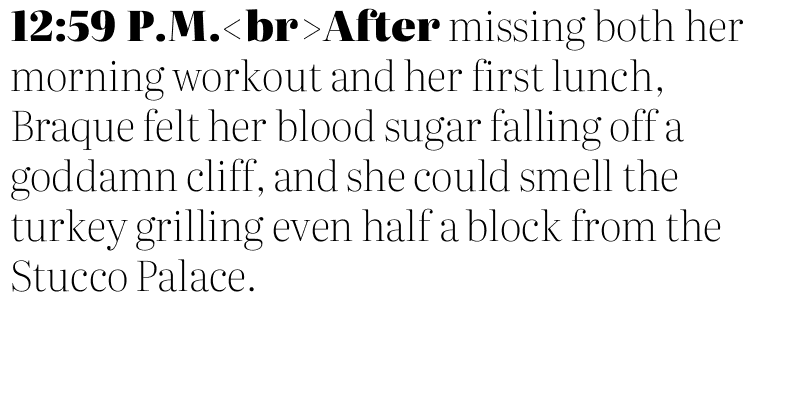 12:59 P.M.<br>After missing both her
morning workout and her first lunch,
Braque felt her blood sugar falling off a
goddamn cliff, and she could smell the
turkey grilling even half a block from the
Stucco Palace.